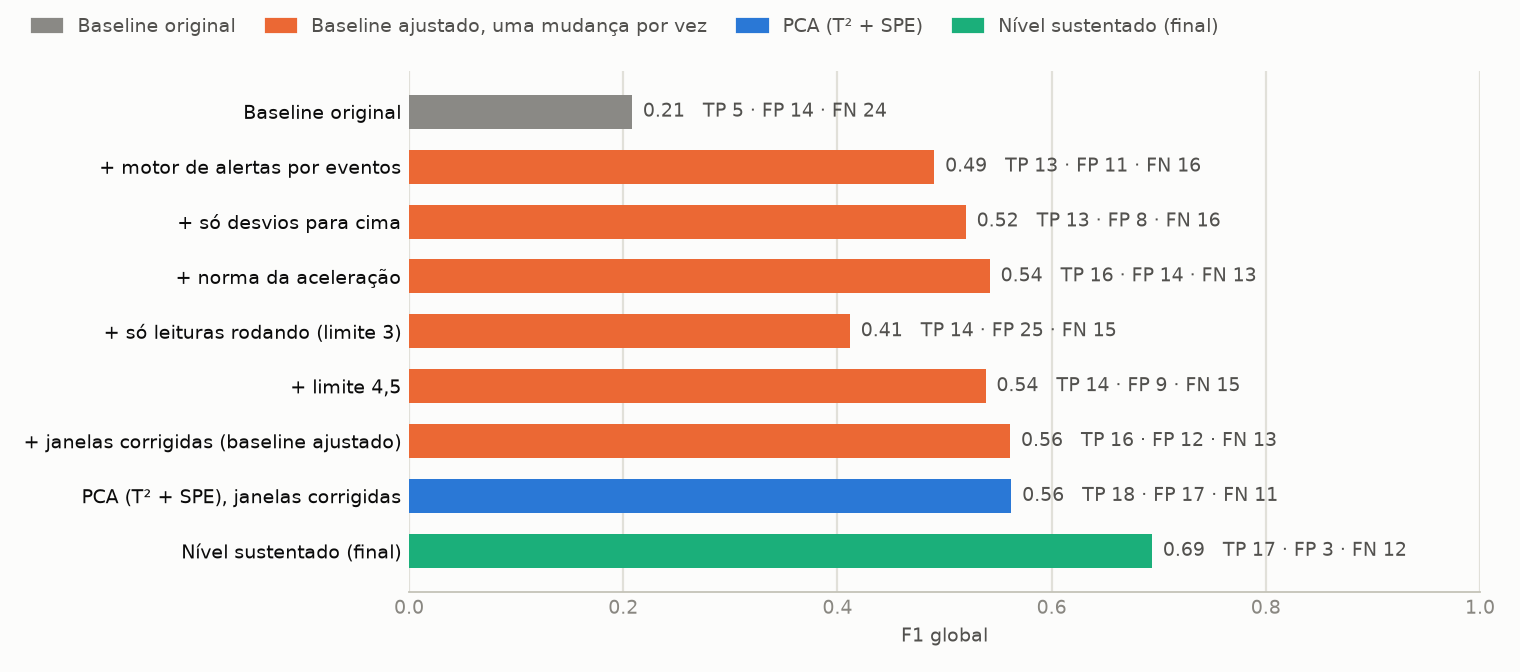 Baseline original
Baseline ajustado, uma mudança por vez
PCA (T² + SPE)
Nível sustentado (final)
Baseline original
0.21 TP 5 · FP 14 · FN 24
+ motor de alertas por eventos
0.49 TP 13 · FP 11 · FN 16
+ só desvios para cima
0.52 TP 13 · FP 8 · FN 16
+ norma da aceleração
0.54 TP 16 · FP 14 · FN 13
+ só leituras rodando (limite 3)
0.41 TP 14 · FP 25 · FN 15
+ limite 4,5
0.54 TP 14 · FP 9 · FN 15
+ janelas corrigidas (baseline ajustado)
0.56 TP 16 · FP 12 · FN 13
PCA (T² + SPE), janelas corrigidas
0.56 TP 18 · FP 17 · FN 11
Nível sustentado (final)
0.69 TP 17 · FP 3 · FN 12
0.0 0.2 0.4 0.6 0.8 1.0
F1 global